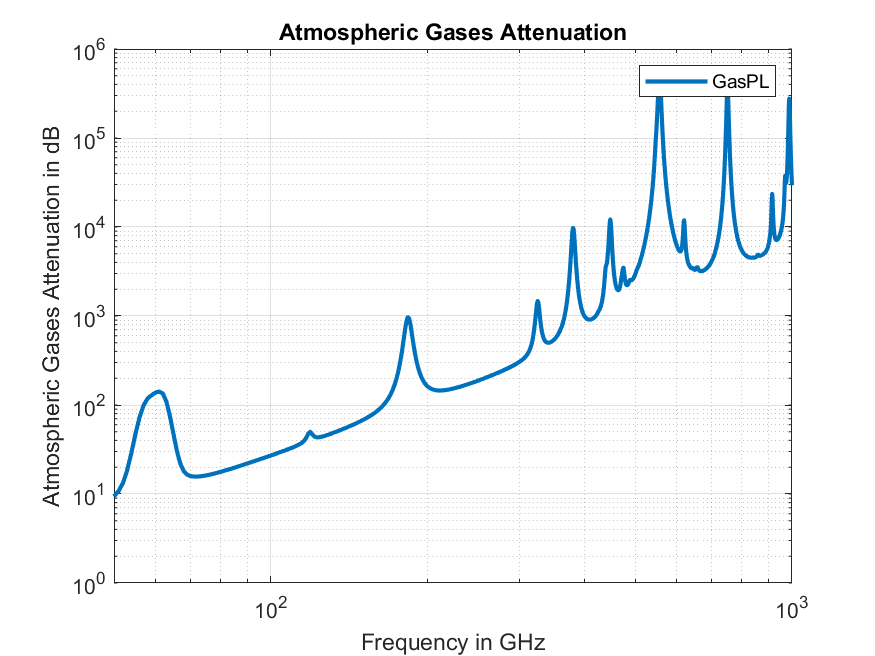 Atmospheric Gases Attenuation
GasPL
Atmospheric Gases Attenuation in dB
10^6
10^5
10^4
10^3
10^2
10^1
10^0
10^2
10^3
Frequency in GHz